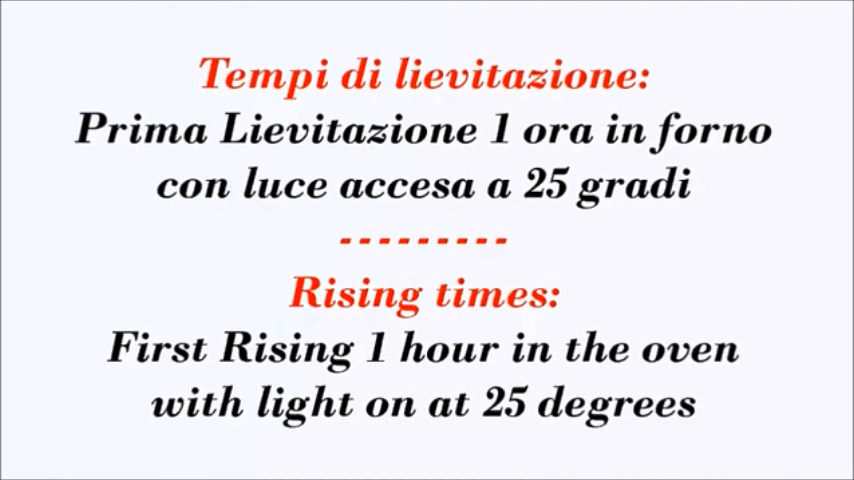 Tempi di lievitazione:
Prima Lievitazione 1 ora in forno
con luce accesa a 25 gradi
---------
Rising times:
First Rising 1 hour in the oven
with light on at 25 degrees